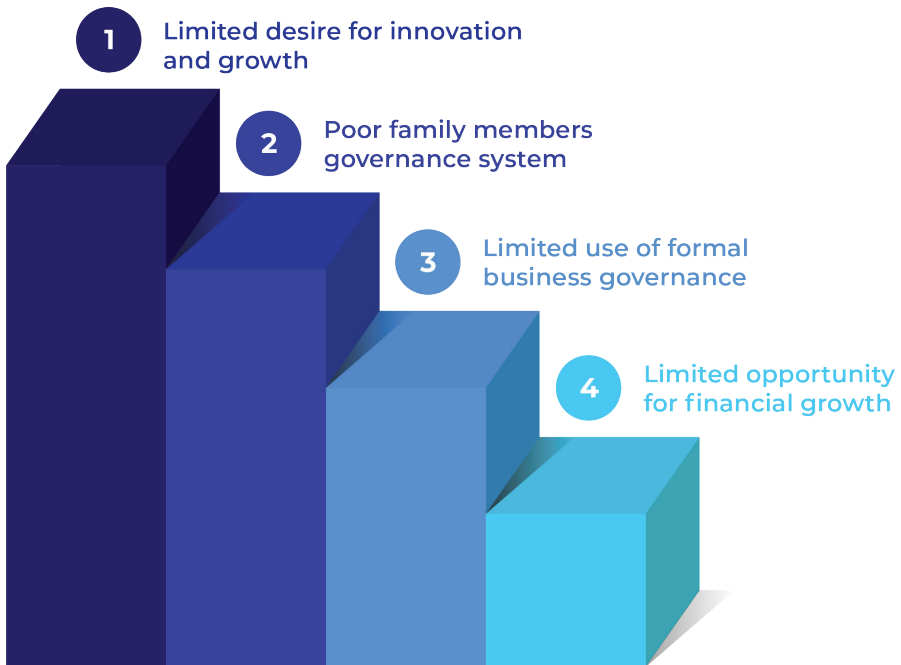 1
Limited desire for innovation
and growth
2
Poor family members
governance system
3
Limited use of formal
business governance
4
Limited opportunity
for financial growth